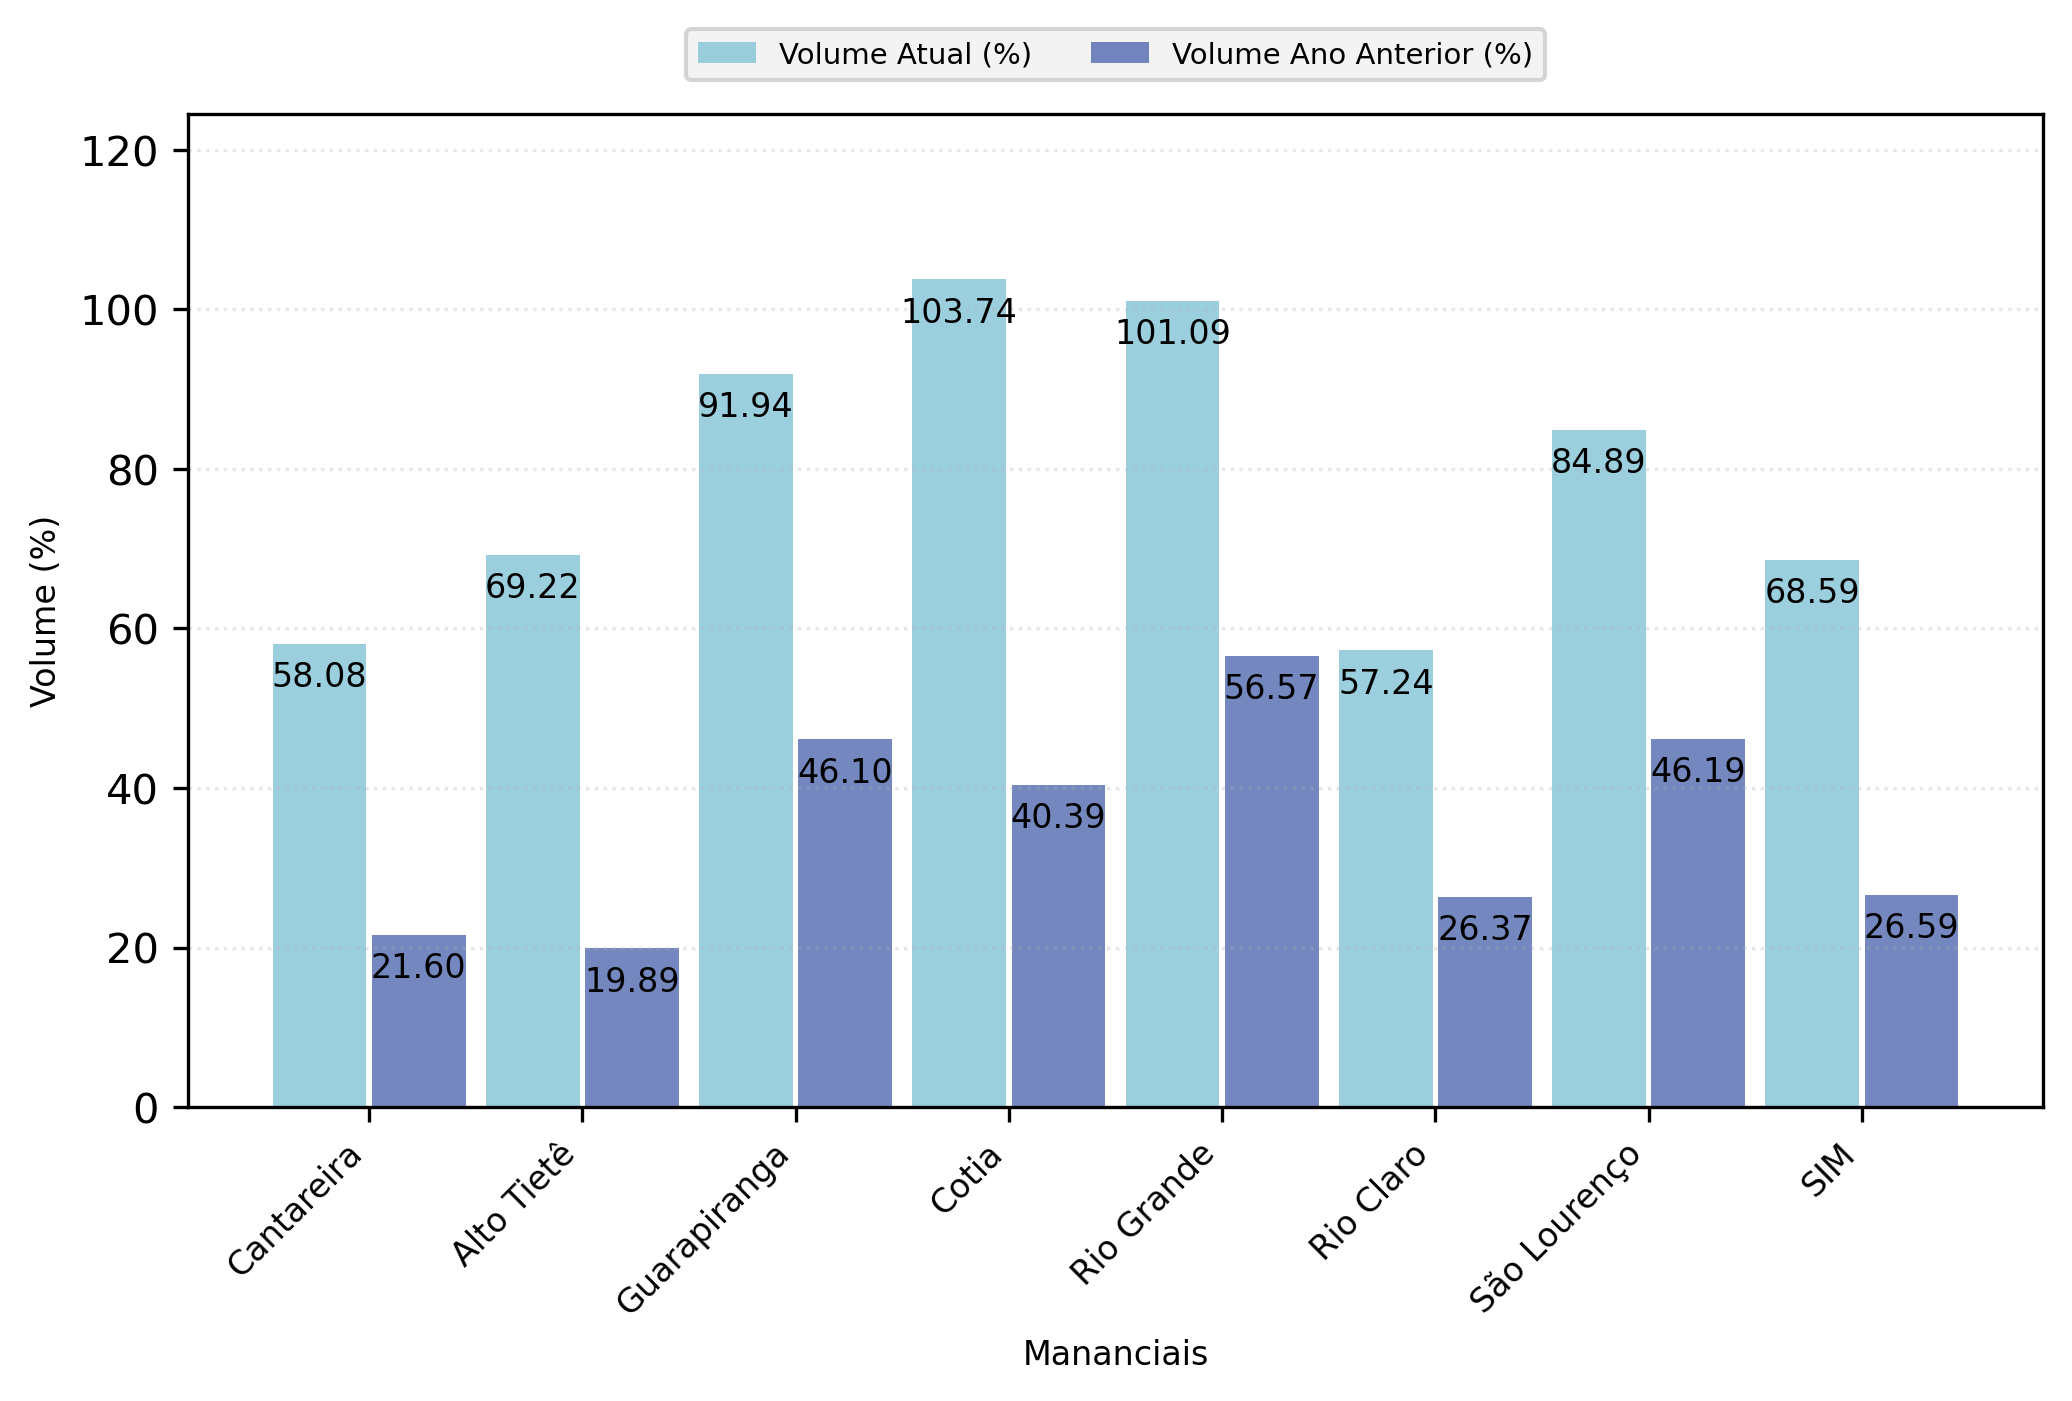 Volume Atual (%) Volume Ano Anterior (%)
120
100
80
60
40
20
0
Volume (%)
58.08
21.60
69.22
19.89
91.94
46.10
103.74
40.39
101.09
56.57
57.24
26.37
84.89
46.19
68.59
26.59
Cantareira
Alto Tietê
Guarapiranga
Cotia
Rio Grande
Rio Claro
São Lourenço
SIM
Mananciais